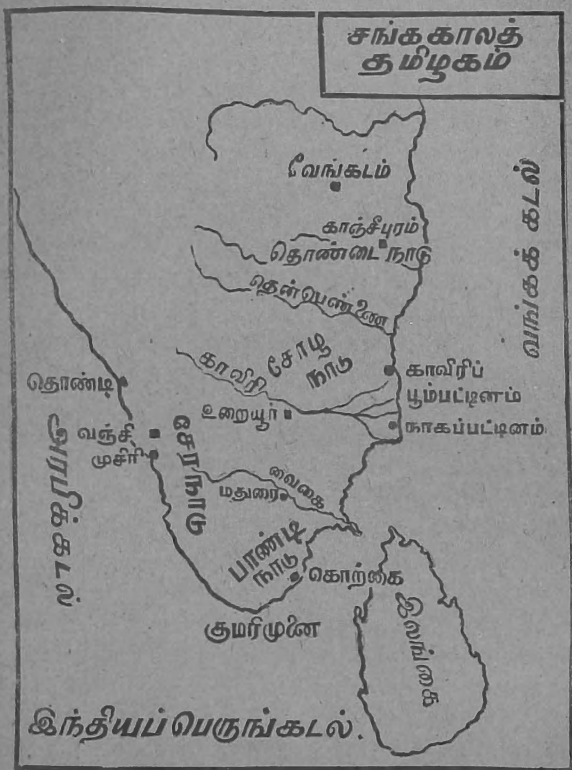 சங்ககாலத்
தமிழகம்
வேங்கடம்
காஞ்சீபுரம்
தொண்டை நாடு
தென்பெண்ணை
வங்கக் கடல்
சோழ
நாடு
காவிரி
காவிரிப்
பூம்பட்டினம்
தொண்டி
உறையூர்
நாகப்பட்டினம்
வஞ்சி
முசிரி
சேரநாடு
அரபிக்கடல்
வைகை
மதுரை
பாண்டி
நாடு
கொற்கை
குமரிமுனை
இலங்கை
இந்தியப்பெருங்கடல்.